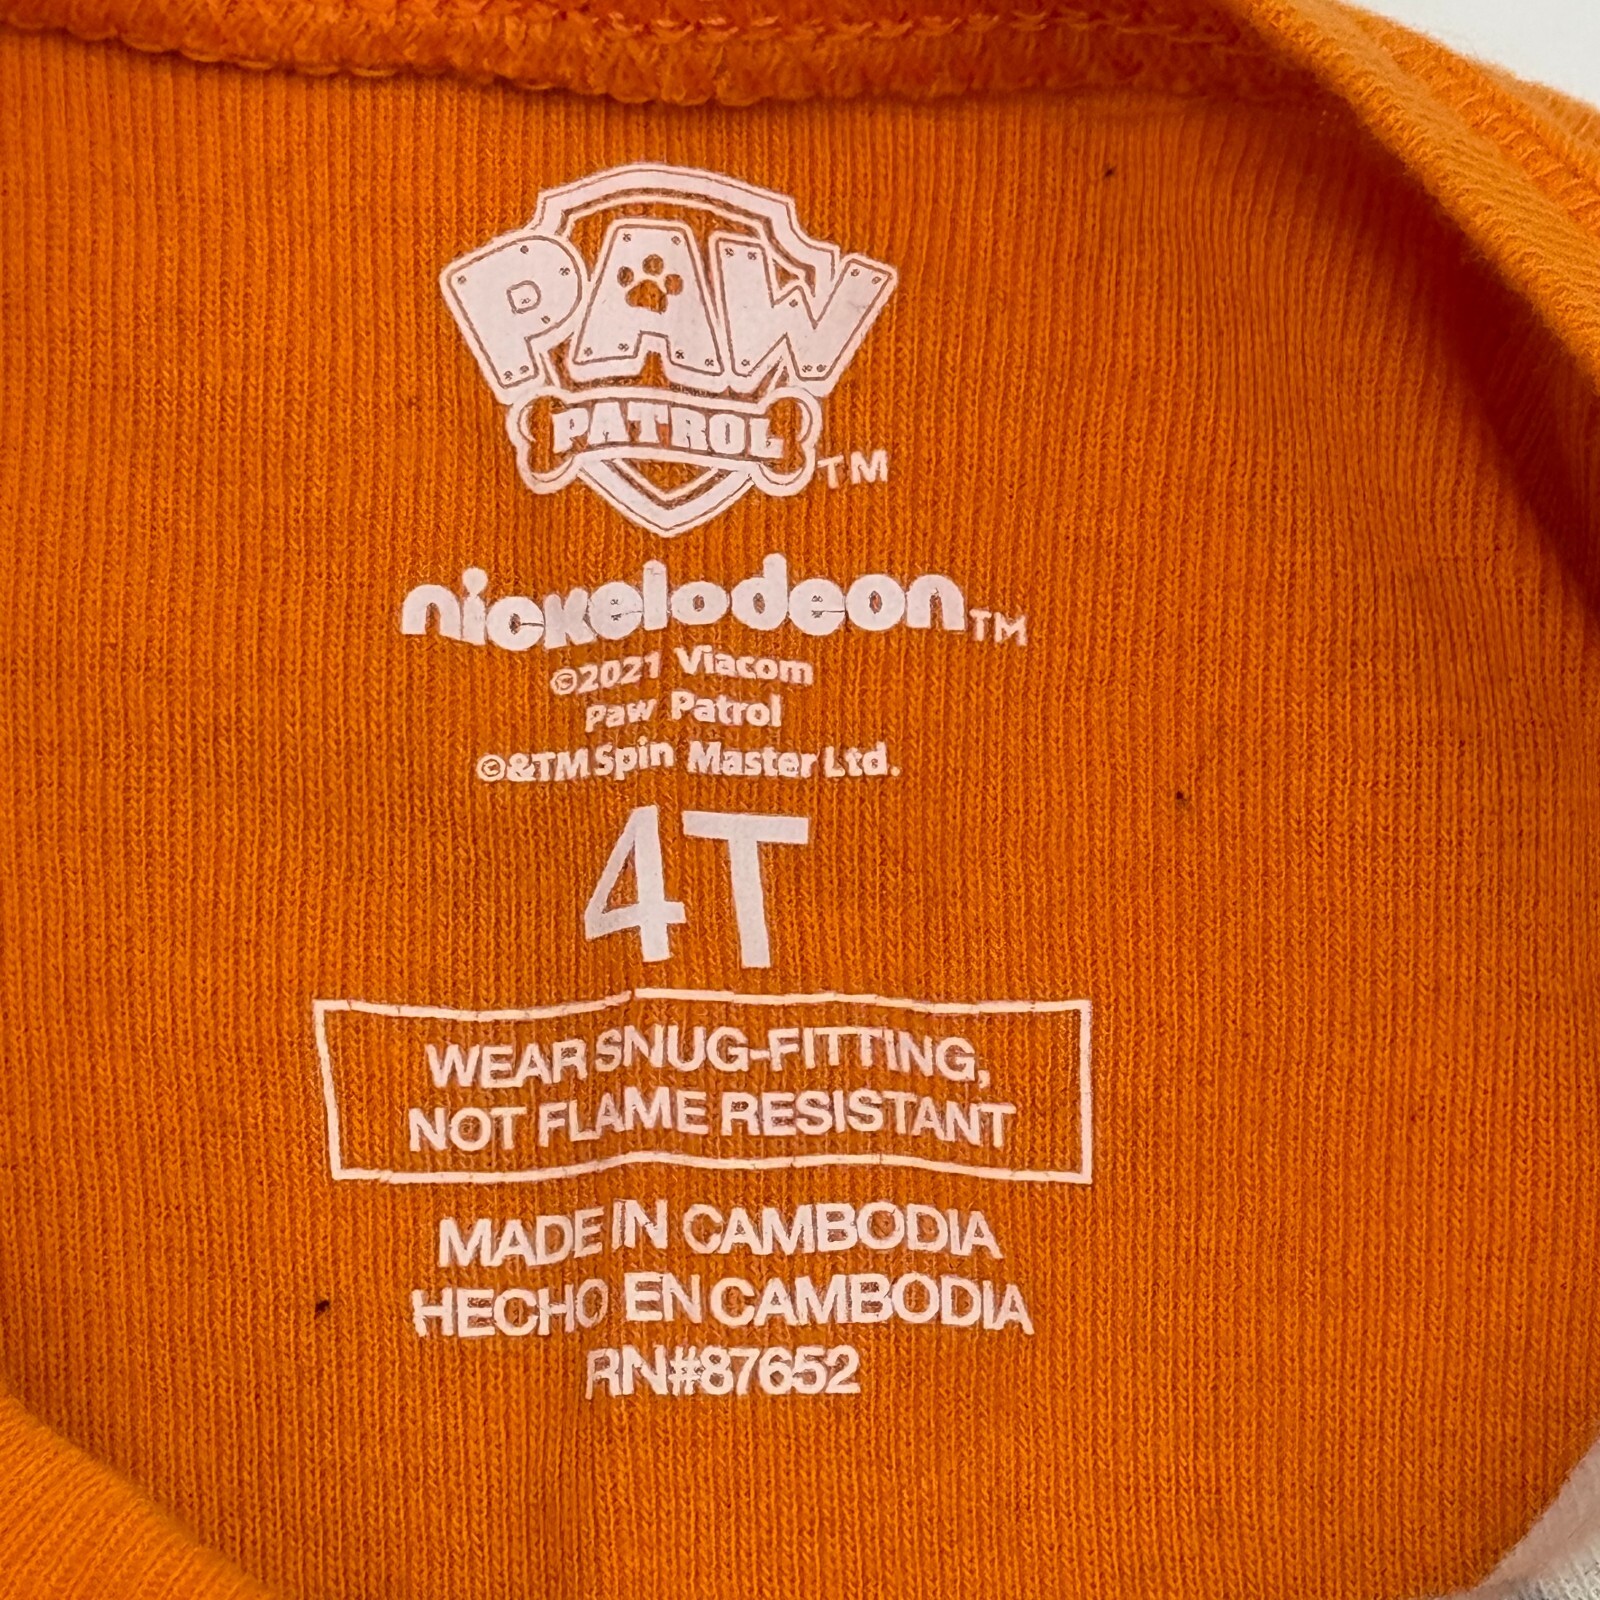 PAW
PATROL TM
nickelodeon TM
©2021 Viacom
Paw Patrol
©&TM Spin Master Ltd.
4T
WEAR SNUG-FITTING,
NOT FLAME RESISTANT
MADE IN CAMBODIA
HECHO EN CAMBODIA
RN#87652